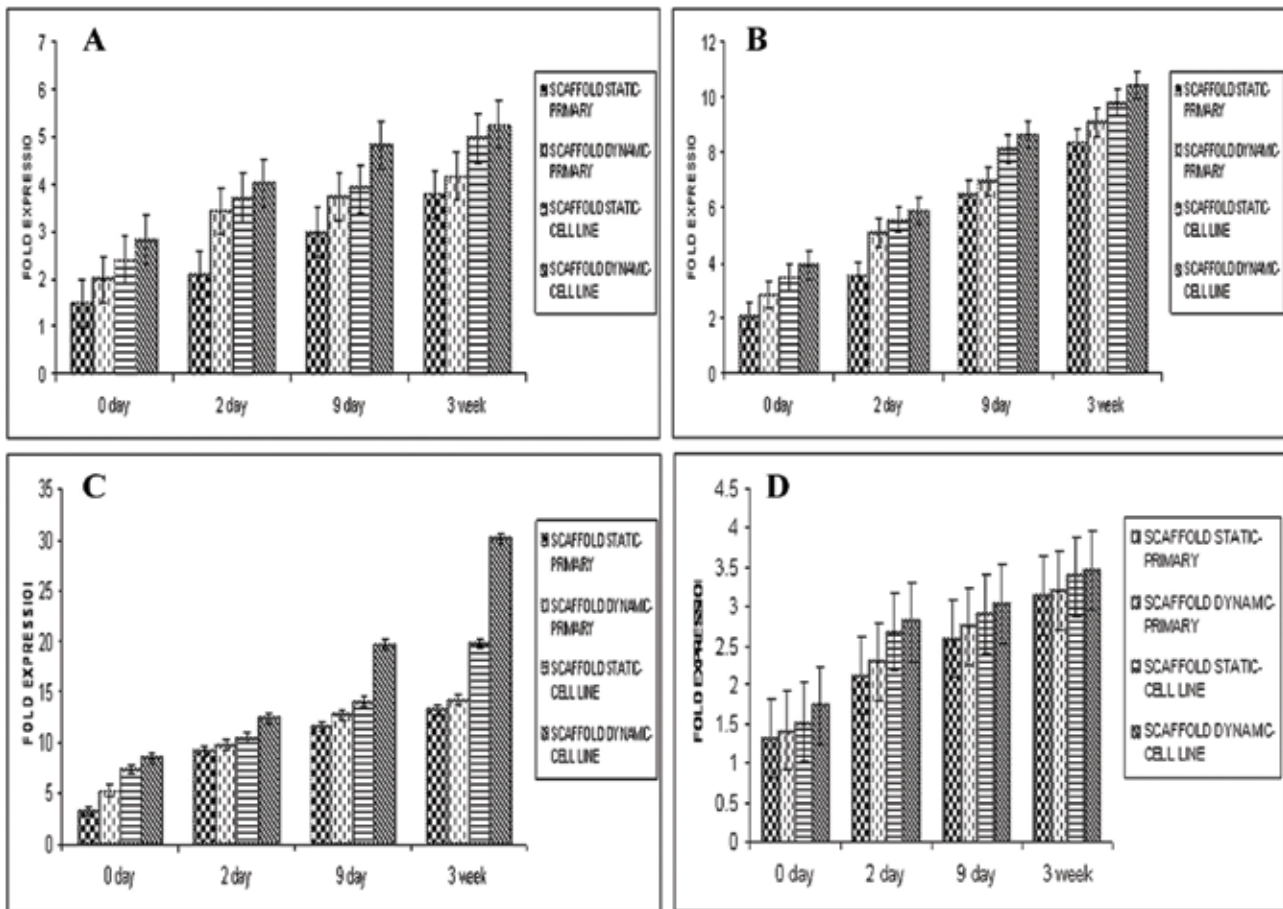 A
FOLD EXPRESSIO
7
6
5
4
3
2
1
0
0 day
2 day
9 day
3 week
SCAFFOLD STATIC-
PRIMARY
SCAFFOLD DYNAMIC-
PRIMARY
SCAFFOLD STATIC-
CELL LINE
SCAFFOLD DYNAMIC-
CELL LINE
B
FOLD EXPRESSIO
12
10
8
6
4
2
0
0 day
2 day
9 day
3 week
SCAFFOLD STATIC-
PRIMARY
SCAFFOLD DYNAMIC-
PRIMARY
SCAFFOLD STATIC-
CELL LINE
SCAFFOLD DYNAMIC-
CELL LINE
C
FOLD EXPRESSIOI
35
30
25
20
15
10
5
0
0 day
2 day
9 day
3 week
SCAFFOLD STATIC-
PRIMARY
SCAFFOLD DYNAMIC-
PRIMARY
SCAFFOLD STATIC-
CELL LINE
SCAFFOLD DYNAMIC-
CELL LINE
D
FOLD EXPRESSIOI
4.5
4
3.5
3
2.5
2
1.5
1
0.5
0
0 day
2 day
9 day
3 week
SCAFFOLD STATIC-
PRIMARY
SCAFFOLD DYNAMIC-
PRIMARY
SCAFFOLD STATIC-
CELL LINE
SCAFFOLD DYNAMIC-
CELL LINE